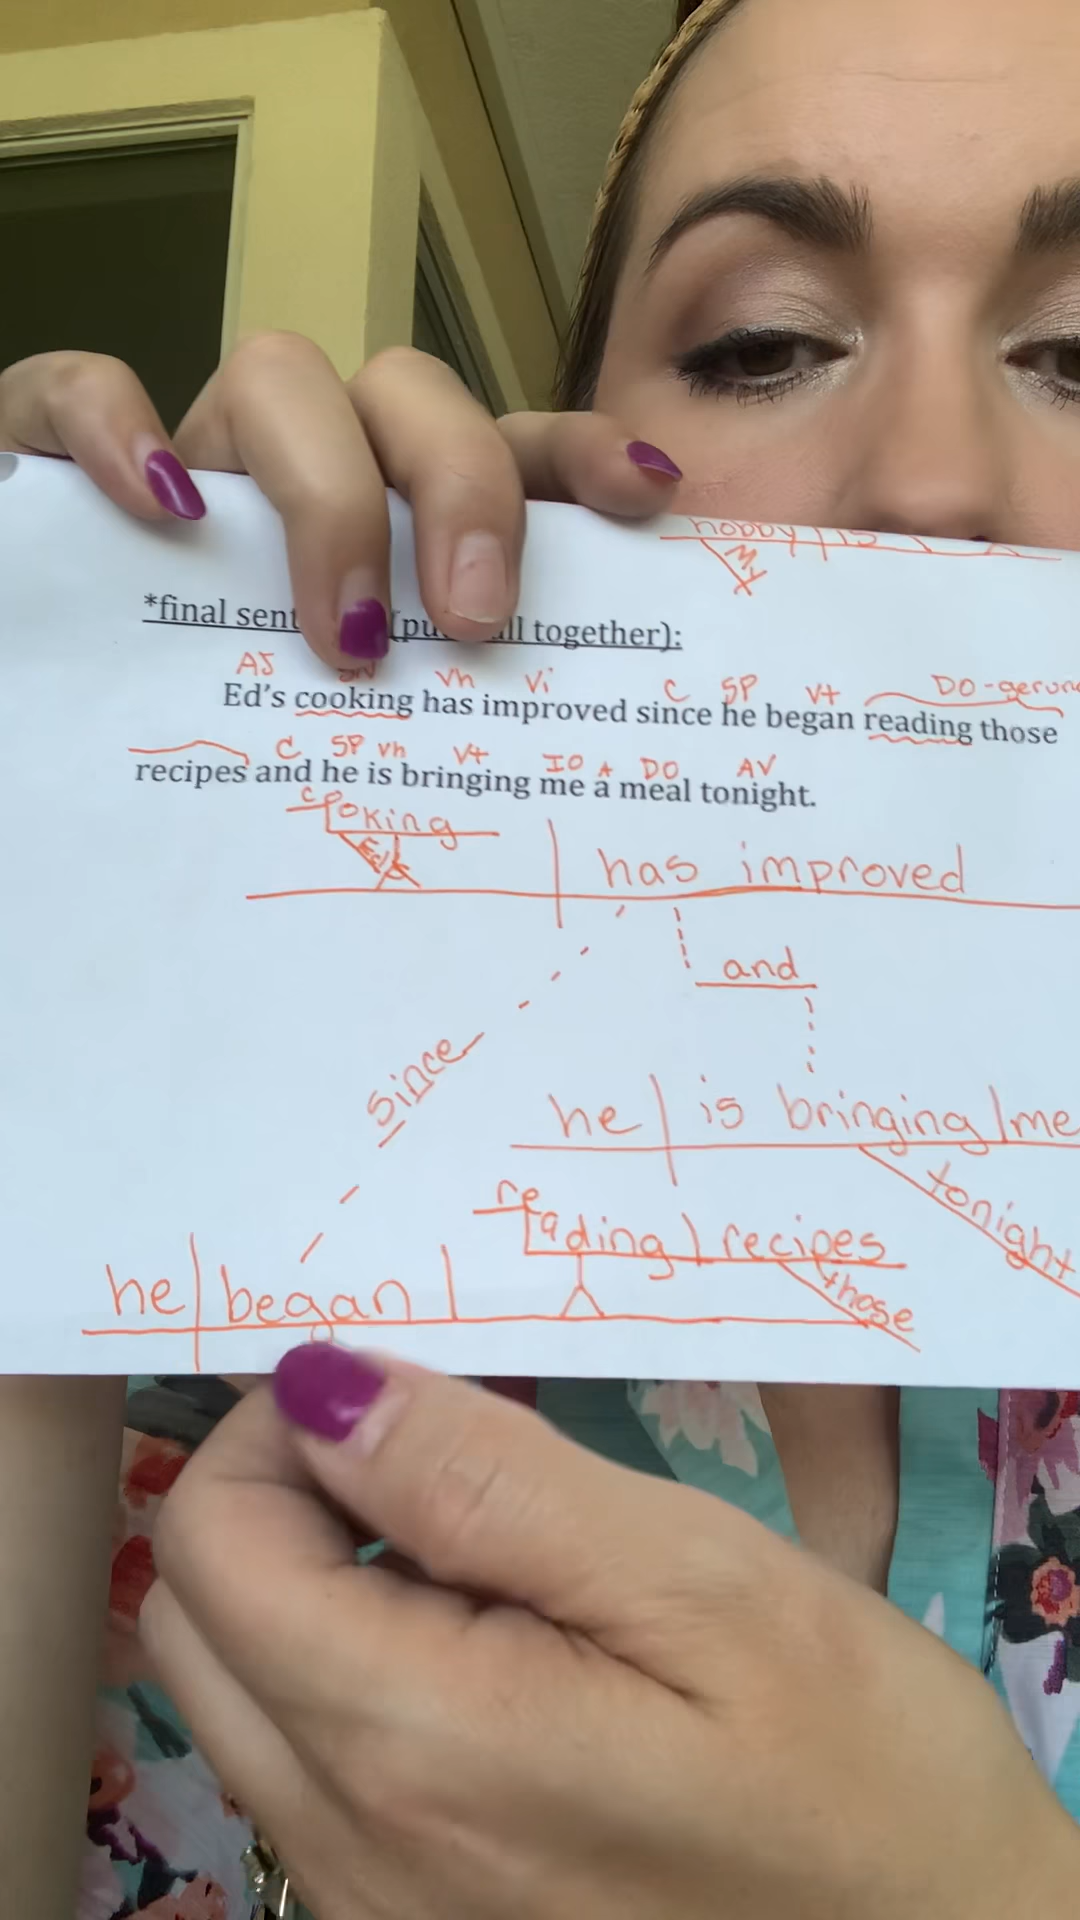 hobby is
my
*final sent (pu ll together):
AJ SN Vh Vi C SP Vt DO-gerun
Ed's cooking has improved since he began reading those
C SP Vh Vt IO A DO AV
recipes and he is bringing me a meal tonight.
cooking has improved
Ed's
and
since
he is bringing me
tonight
reading recipes
those
he began